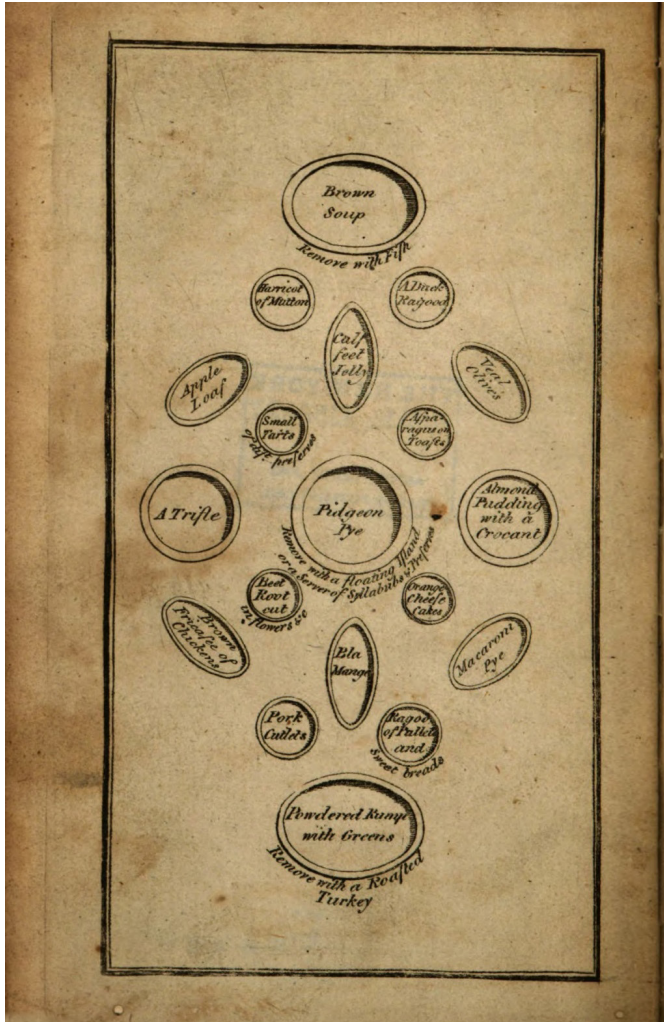 Brown
Soup
Remove with Fiſh
Harricot
of Mutton
A Duck
Ragood
Calf
feet
Jelly
Apple
Loaf
Veal
Olives
Small
Tarts
of diff.^t preſerves
Aſpa-
ragus on
Toaſts
A Trifle
Pidgeon
Pye
Remove with a floating Iſland
or a Server of Syllabubs & Preſerves
Almond
Pudding
with a
Crocant
Beet
Root
cut
in flowers &c
Orange
Cheeſe
Cakes
Brown
Fricaſse of
Chickens
Bla
Mange
Macaroni
Pye
Pork
Cutlets
Ragoo
of Pallets
and
Sweet breads
Powdered
with Greens
Remove with a Roaſted
Turkey